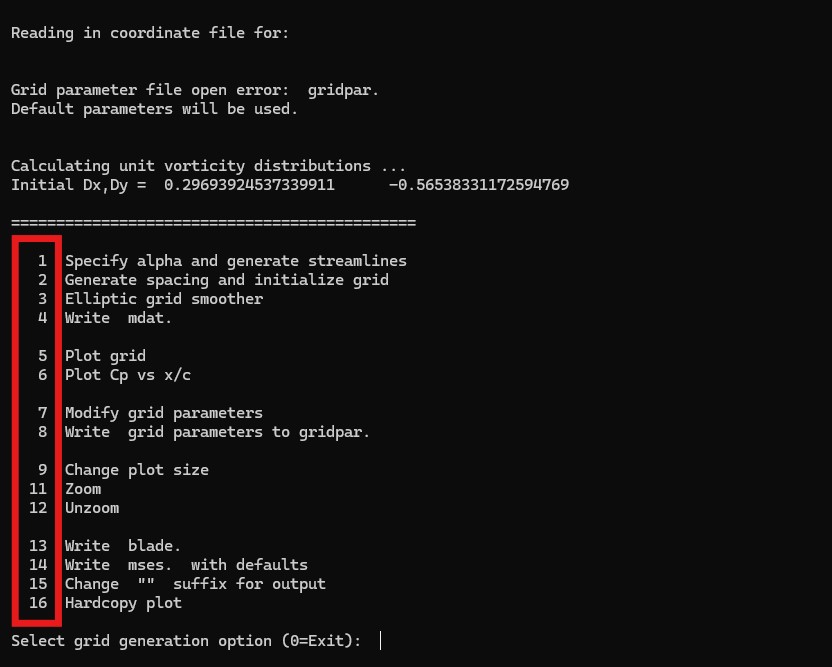 Reading in coordinate file for:
Grid parameter file open error:  gridpar.
Default parameters will be used.
Calculating unit vorticity distributions ...
Initial Dx,Dy =  0.29693924537339911      -0.56538331172594769
=============================================
1  Specify alpha and generate streamlines
2  Generate spacing and initialize grid
3  Elliptic grid smoother
4  Write  mdat.
5  Plot grid
6  Plot Cp vs x/c
7  Modify grid parameters
8  Write  grid parameters to gridpar.
9  Change plot size
11  Zoom
12  Unzoom
13  Write  blade.
14  Write  mses.  with defaults
15  Change  ""  suffix for output
16  Hardcopy plot
Select grid generation option (0=Exit):